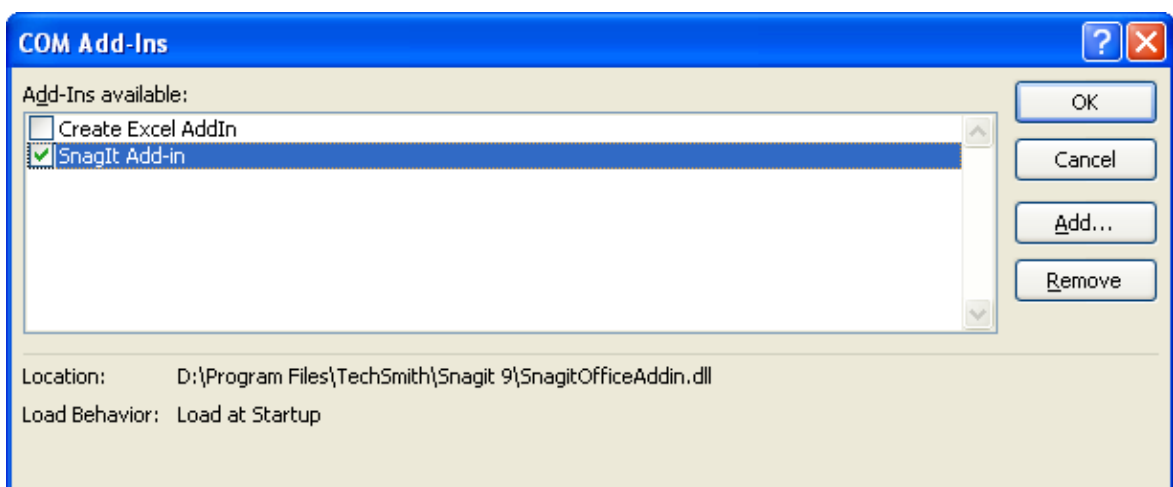 COM Add-Ins
Add-Ins available:
Create Excel AddIn
SnagIt Add-in
OK
Cancel
Add...
Remove
Location: D:\Program Files\TechSmith\Snagit 9\SnagitOfficeAddin.dll
Load Behavior: Load at Startup